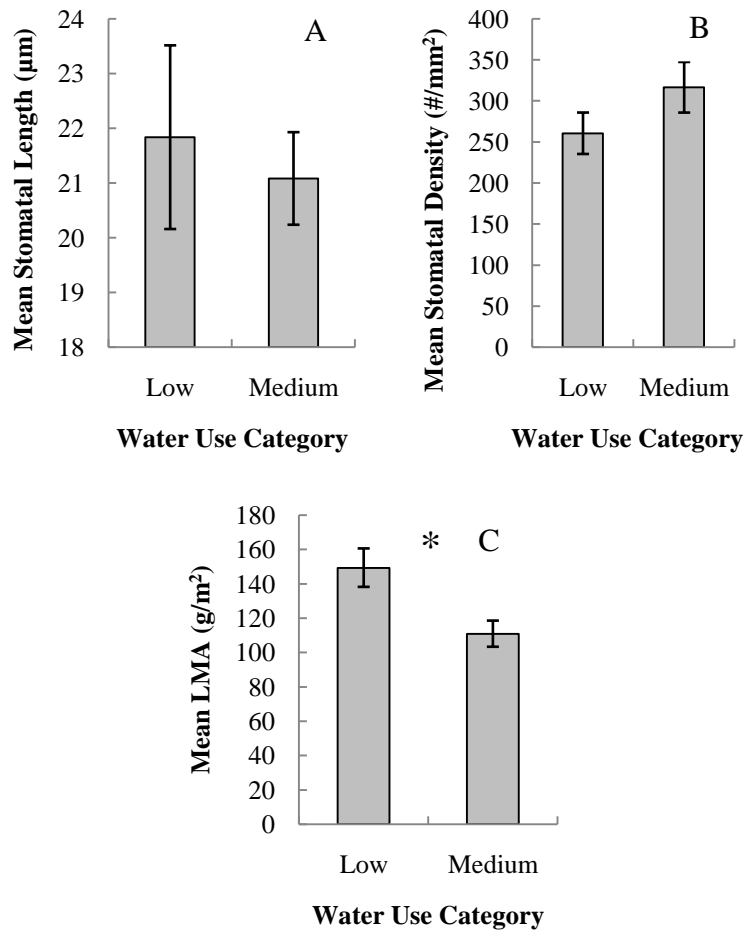 A
Mean Stomatal Length (µm)
24
23
22
21
20
19
18
Low Medium
Water Use Category
B
Mean Stomatal Density (#/mm²)
400
350
300
250
200
150
100
50
0
Low Medium
Water Use Category
* C
Mean LMA (g/m²)
180
160
140
120
100
80
60
40
20
0
Low Medium
Water Use Category